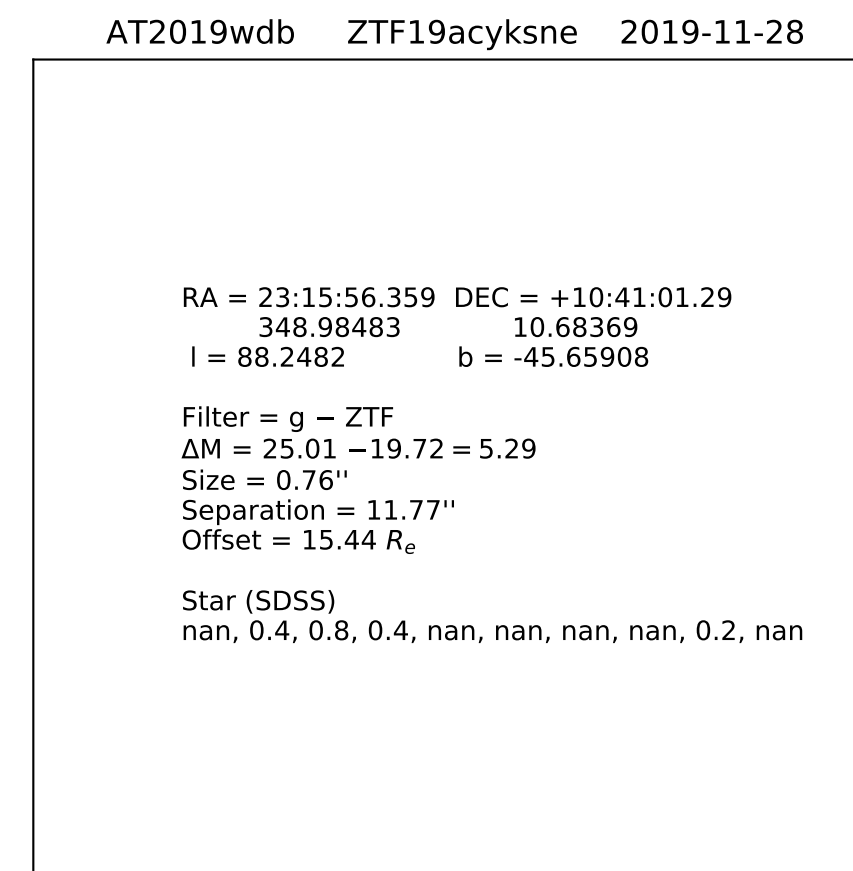 AT2019wdb ZTF19acyksne 2019-11-28
RA = 23:15:56.359 DEC = +10:41:01.29
348.98483 10.68369
l = 88.2482 b = -45.65908
Filter = g − ZTF
ΔM = 25.01 −19.72 = 5.29
Size = 0.76''
Separation = 11.77''
Offset = 15.44 Re
Star (SDSS)
nan, 0.4, 0.8, 0.4, nan, nan, nan, nan, 0.2, nan